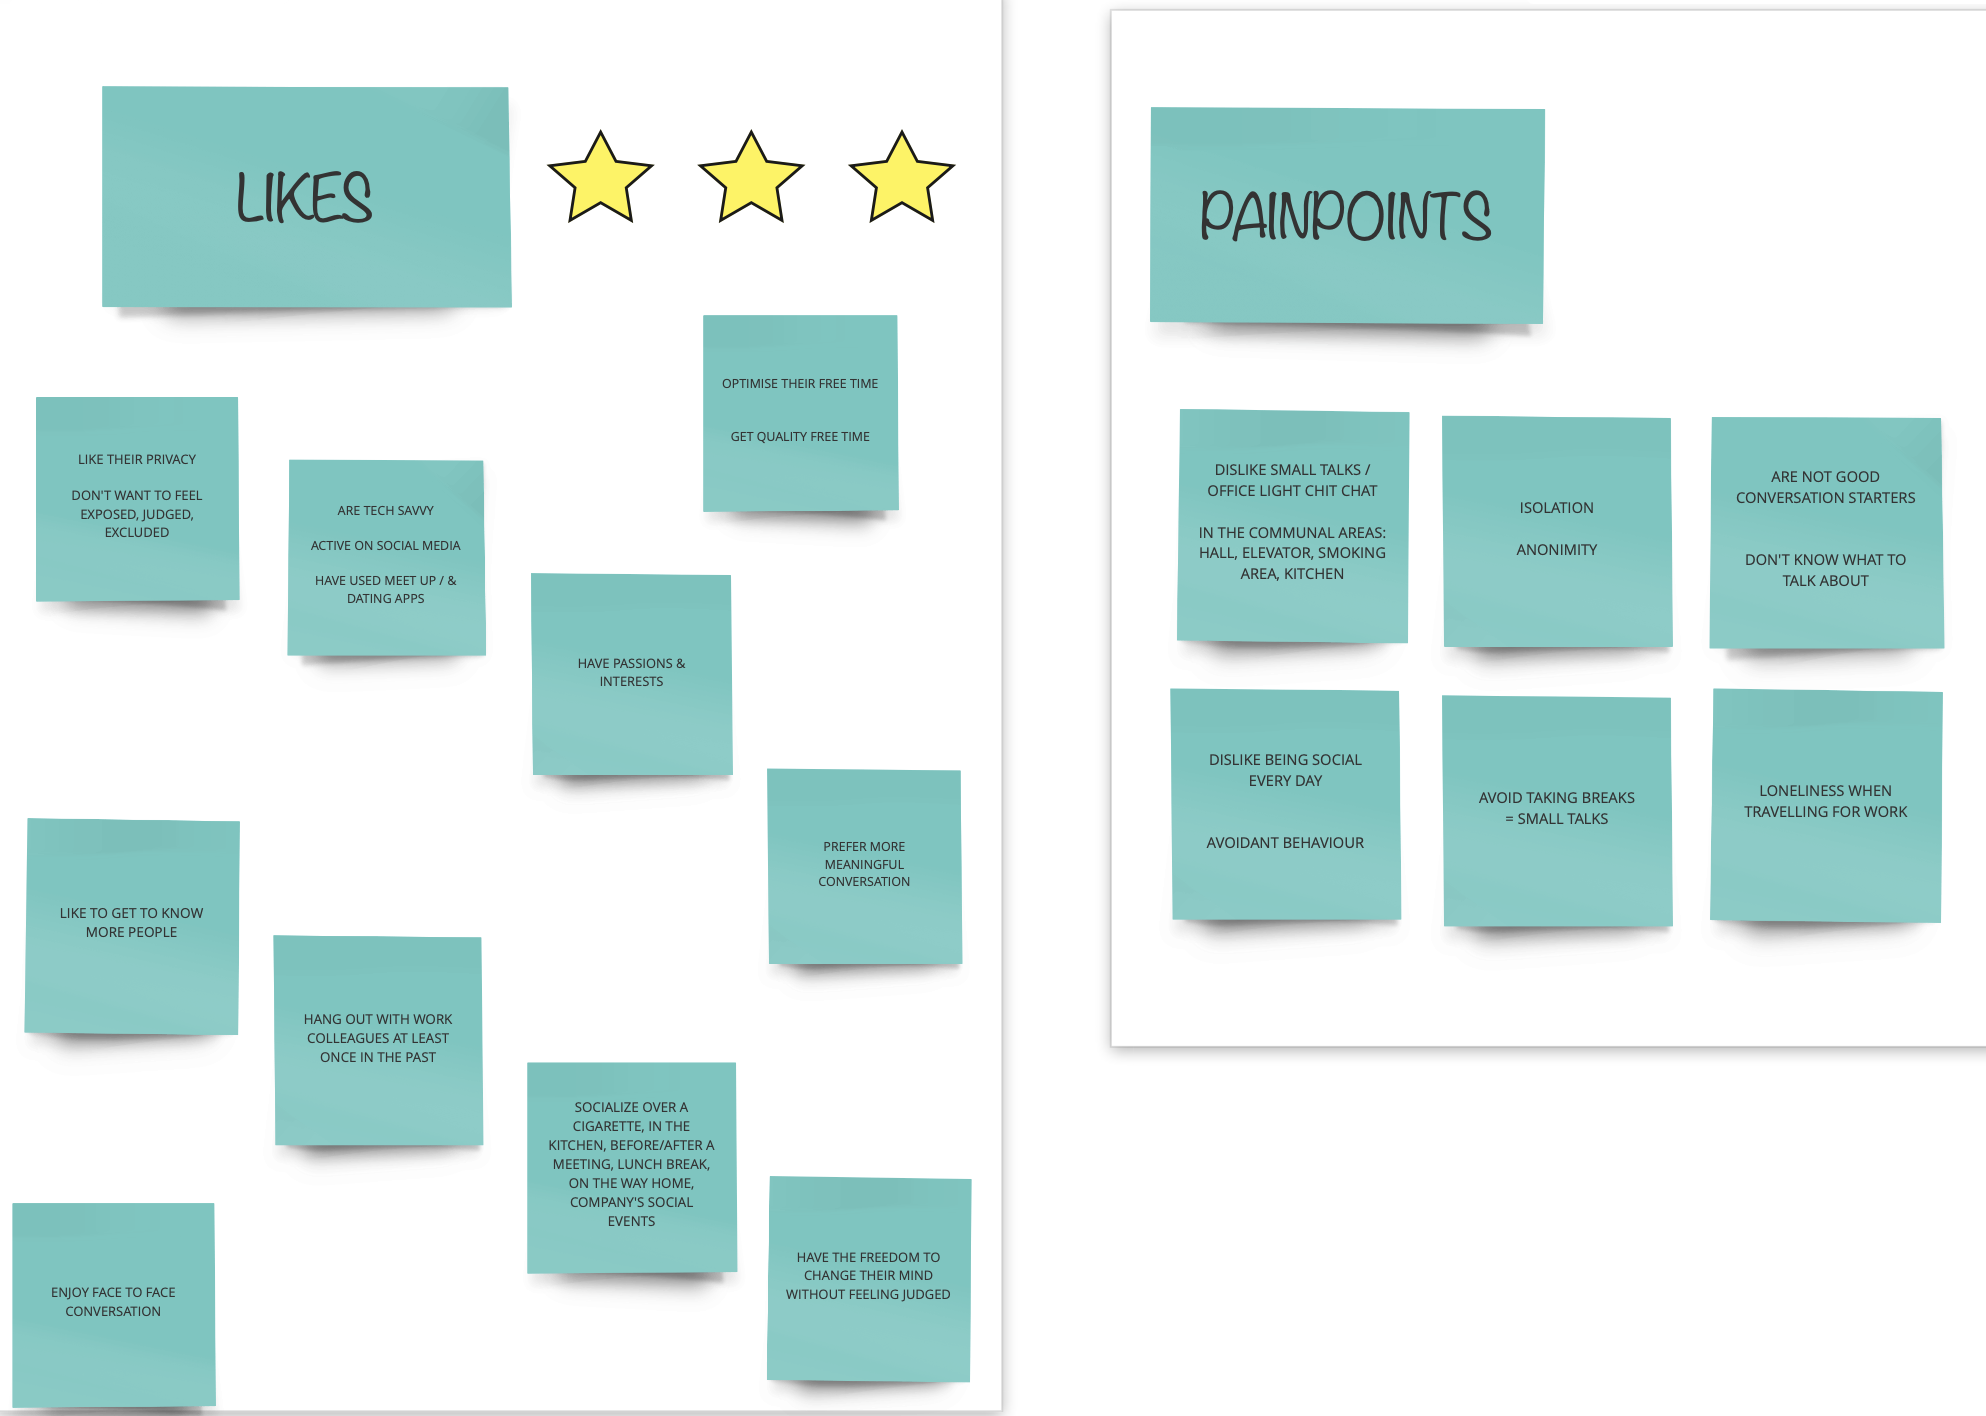 LIKES
OPTIMISE THEIR FREE TIME
GET QUALITY FREE TIME
LIKE THEIR PRIVACY
DON'T WANT TO FEEL
EXPOSED, JUDGED,
EXCLUDED
ARE TECH SAVVY
ACTIVE ON SOCIAL MEDIA
HAVE USED MEET UP / &
DATING APPS
HAVE PASSIONS &
INTERESTS
PREFER MORE
MEANINGFUL
CONVERSATION
LIKE TO GET TO KNOW
MORE PEOPLE
HANG OUT WITH WORK
COLLEAGUES AT LEAST
ONCE IN THE PAST
SOCIALIZE OVER A
CIGARETTE, IN THE
KITCHEN, BEFORE/AFTER A
MEETING, LUNCH BREAK,
ON THE WAY HOME,
COMPANY'S SOCIAL
EVENTS
HAVE THE FREEDOM TO
CHANGE THEIR MIND
WITHOUT FEELING JUDGED
ENJOY FACE TO FACE
CONVERSATION
PAINPOINTS
DISLIKE SMALL TALKS /
OFFICE LIGHT CHIT CHAT
IN THE COMMUNAL AREAS:
HALL, ELEVATOR, SMOKING
AREA, KITCHEN
ISOLATION
ANONIMITY
ARE NOT GOOD
CONVERSATION STARTERS
DON'T KNOW WHAT TO
TALK ABOUT
DISLIKE BEING SOCIAL
EVERY DAY
AVOIDANT BEHAVIOUR
AVOID TAKING BREAKS
= SMALL TALKS
LONELINESS WHEN
TRAVELLING FOR WORK